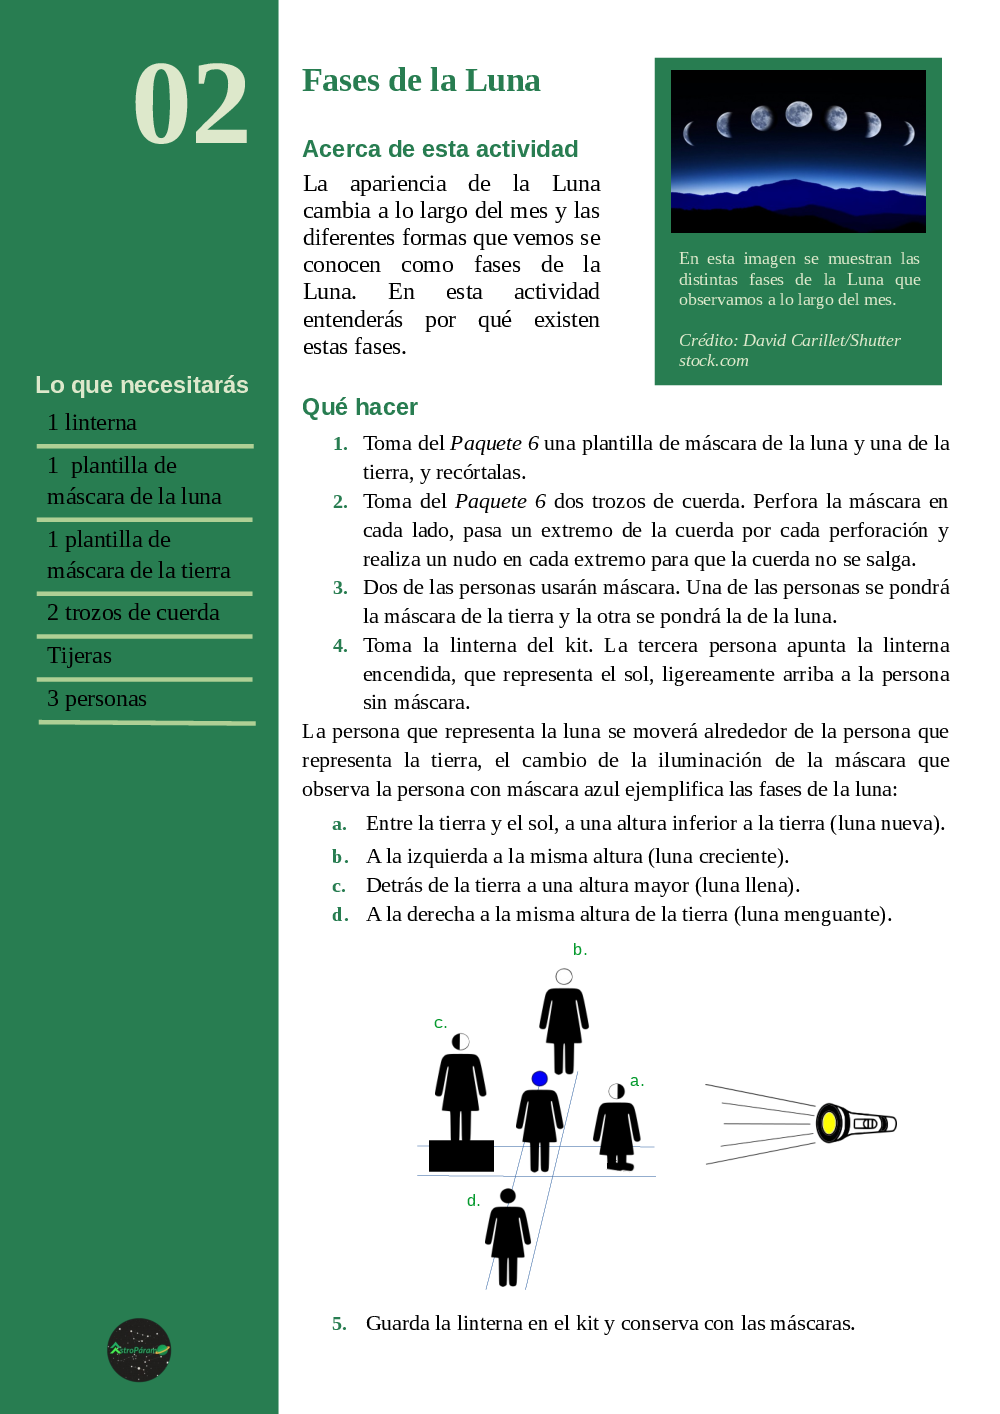 02
Lo que necesitarás
1 linterna
1 plantilla de
máscara de la luna
1 plantilla de
máscara de la tierra
2 trozos de cuerda
Tijeras
3 personas
Fases de la Luna
Acerca de esta actividad
La apariencia de la Luna
cambia a lo largo del mes y las
diferentes formas que vemos se
conocen como fases de la
Luna. En esta actividad
entenderás por qué existen
estas fases.
En esta imagen se muestran las
distintas fases de la Luna que
observamos a lo largo del mes.
Crédito: David Carillet/Shutter
stock.com
Qué hacer
1. Toma del Paquete 6 una plantilla de máscara de la luna y una de la
tierra, y recórtalas.
2. Toma del Paquete 6 dos trozos de cuerda. Perfora la máscara en
cada lado, pasa un extremo de la cuerda por cada perforación y
realiza un nudo en cada extremo para que la cuerda no se salga.
3. Dos de las personas usarán máscara. Una de las personas se pondrá
la máscara de la tierra y la otra se pondrá la de la luna.
4. Toma la linterna del kit. La tercera persona apunta la linterna
encendida, que representa el sol, ligereamente arriba a la persona
sin máscara.
La persona que representa la luna se moverá alrededor de la persona que
representa la tierra, el cambio de la iluminación de la máscara que
observa la persona con máscara azul ejemplifica las fases de la luna:
a. Entre la tierra y el sol, a una altura inferior a la tierra (luna nueva).
b. A la izquierda a la misma altura (luna creciente).
c. Detrás de la tierra a una altura mayor (luna llena).
d. A la derecha a la misma altura de la tierra (luna menguante).
b.
c.
a.
d.
5. Guarda la linterna en el kit y conserva con las máscaras.